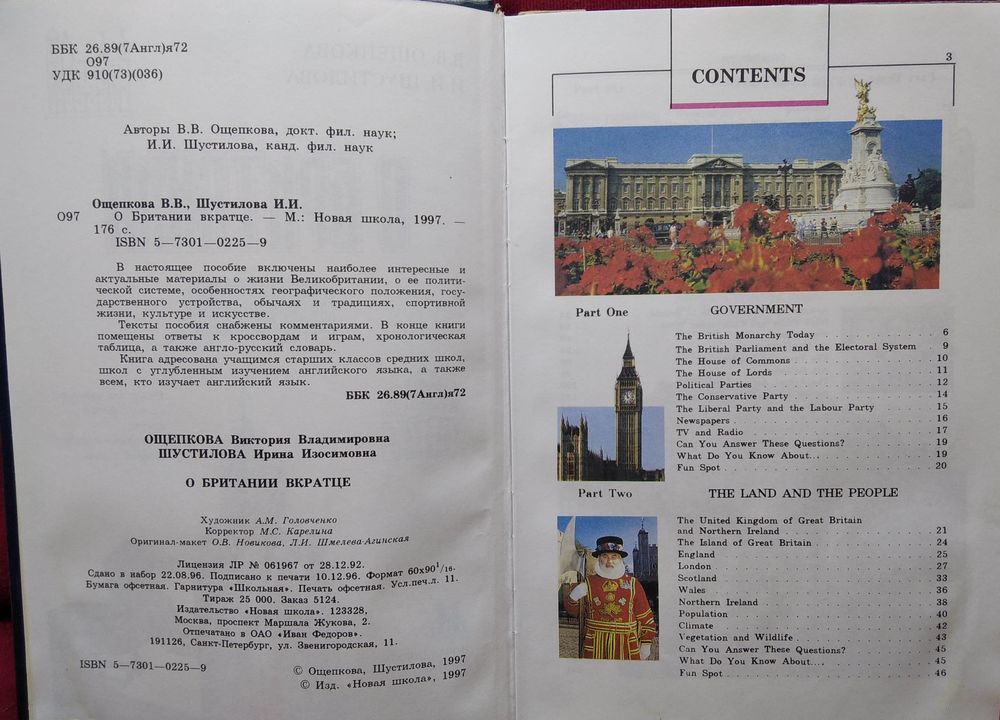 ББК 26.89(7Англ)я72
О97
УДК 910(73)(036)
Авторы В.В. Ощепкова, докт. фил. наук;
И.И. Шустилова, канд. фил. наук
Ощепкова В.В., Шустилова И.И.
О97 О Британии вкратце. — М.: Новая школа, 1997. —
176 с.
ISBN 5—7301—0225—9
В настоящее пособие включены наиболее интересные и
актуальные материалы о жизни Великобритании, о ее полити-
ческой системе, особенностях географического положения, госу-
дарственного устройства, обычаях и традициях, спортивной
жизни, культуре и искусстве.
Тексты пособия снабжены комментариями. В конце книги
помещены ответы к кроссвордам и играм, хронологическая
таблица, а также англо-русский словарь.
Книга адресована учащимся старших классов средних школ,
школ с углубленным изучением английского языка, а также
всем, кто изучает английский язык.
ББК 26.89(7Англ)я72
ОЩЕПКОВА Виктория Владимировна
ШУСТИЛОВА Ирина Изосимовна
О БРИТАНИИ ВКРАТЦЕ
Художник А.М. Головченко
Корректор М.С. Карелина
Оригинал-макет О.В. Новикова, Л.И. Шмелева-Агинская
Лицензия ЛР № 061967 от 28.12.92.
Сдано в набор 22.08.96. Подписано к печати 10.12.96. Формат 60х90 1/16.
Бумага офсетная. Гарнитура «Школьная». Печать офсетная. Усл.печ.л. 11.
Тираж 25 000. Заказ 5124.
Издательство «Новая школа». 123328,
Москва, проспект Маршала Жукова, 2.
Отпечатано в ОАО «Иван Федоров».
191126, Санкт-Петербург, ул. Звенигородская, 11.
ISBN 5—7301—0225—9
© Ощепкова, Шустилова, 1997
© Изд. «Новая школа», 1997
3
CONTENTS
Part One GOVERNMENT
The British Monarchy Today . . . . . . . . . . 6
The British Parliament and the Electoral System . 9
The House of Commons . . . . . . . . . . 10
The House of Lords . . . . . . . . . . 11
Political Parties . . . . . . . . . . 12
The Conservative Party . . . . . . . . . . 14
The Liberal Party and the Labour Party . . . 15
Newspapers . . . . . . . . . . 16
TV and Radio . . . . . . . . . . 17
Can You Answer These Questions? . . . . . . . 19
What Do You Know About... . . . . . . . . . . 19
Fun Spot . . . . . . . . . . 20
Part Two THE LAND AND THE PEOPLE
The United Kingdom of Great Britain
and Northern Ireland . . . . . . . . . . 21
The Island of Great Britain . . . . . . . . . . 24
England . . . . . . . . . . 25
London . . . . . . . . . . 27
Scotland . . . . . . . . . . 33
Wales . . . . . . . . . . 36
Northern Ireland . . . . . . . . . . 38
Population . . . . . . . . . . 40
Climate . . . . . . . . . . 42
Vegetation and Wildlife . . . . . . . . . . 43
Can You Answer These Questions? . . . . . . . 45
What Do You Know About... . . . . . . . . . . 45
Fun Spot . . . . . . . . . . 46